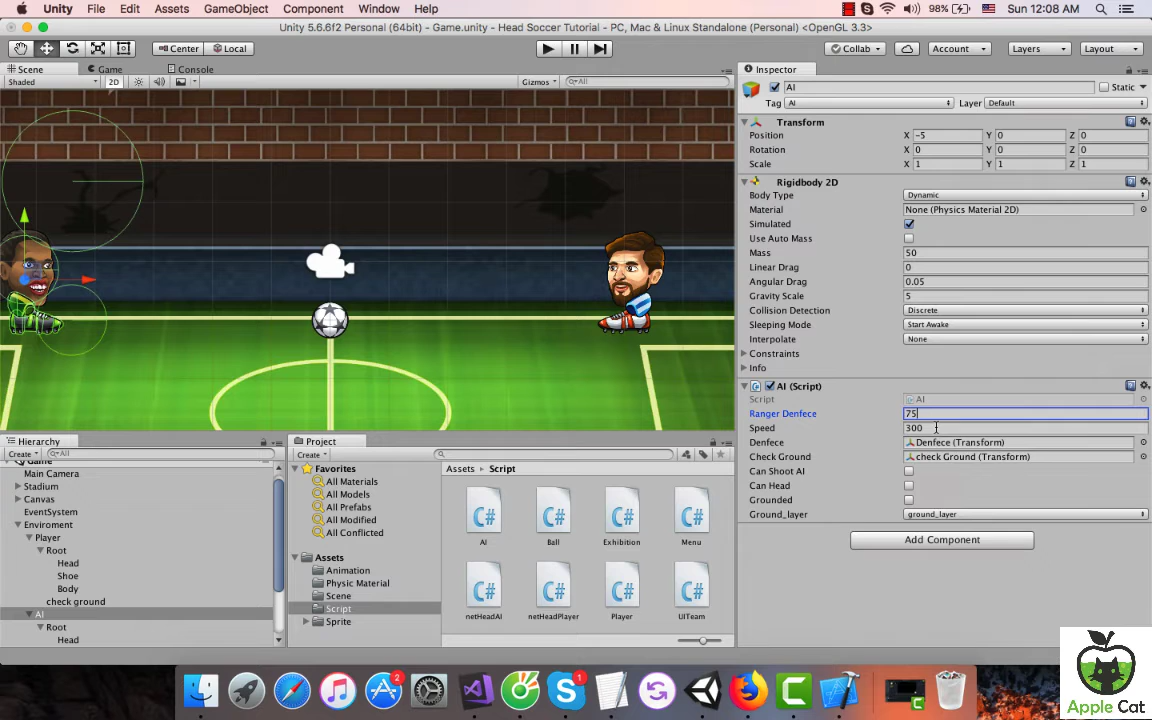 Unity File Edit Assets GameObject Component Window Help 98% Sun 12:08 AM
Unity 5.6.6f2 Personal (64bit) - Game.unity - Head Soccer Tutorial - PC, Mac & Linux Standalone (Personal) <OpenGL 3.3>
Center Local Collab Account Layers Layout
Scene Game Console
Shaded 2D Gizmos All
Inspector
AI Static
Tag AI Layer Default
Transform
Position X -5 Y 0 Z 0
Rotation X 0 Y 0 Z 0
Scale X 1 Y 1 Z 1
Rigidbody 2D
Body Type Dynamic
Material None (Physics Material 2D)
Simulated
Use Auto Mass
Mass 50
Linear Drag 0
Angular Drag 0.05
Gravity Scale 5
Collision Detection Discrete
Sleeping Mode Start Awake
Interpolate None
Constraints
Info
AI (Script)
Script AI
Ranger Denfece 75
Speed 300
Denfece Denfece (Transform)
Check Ground check Ground (Transform)
Can Shoot AI
Can Head
Grounded
Ground_layer ground_layer
Add Component
Hierarchy
Create All
Game
Main Camera
Stadium
Canvas
EventSystem
Enviroment
Player
Root
Head
Shoe
Body
check ground
AI
Root
Head
Project
Create
Favorites
All Materials
All Models
All Prefabs
All Modified
All Conflicted
Assets
Animation
Physic Material
Scene
Script
Sprite
Assets Script
AI Ball Exhibition Menu
netHeadAI netHeadPlayer Player UITeam
2
1
Apple Cat